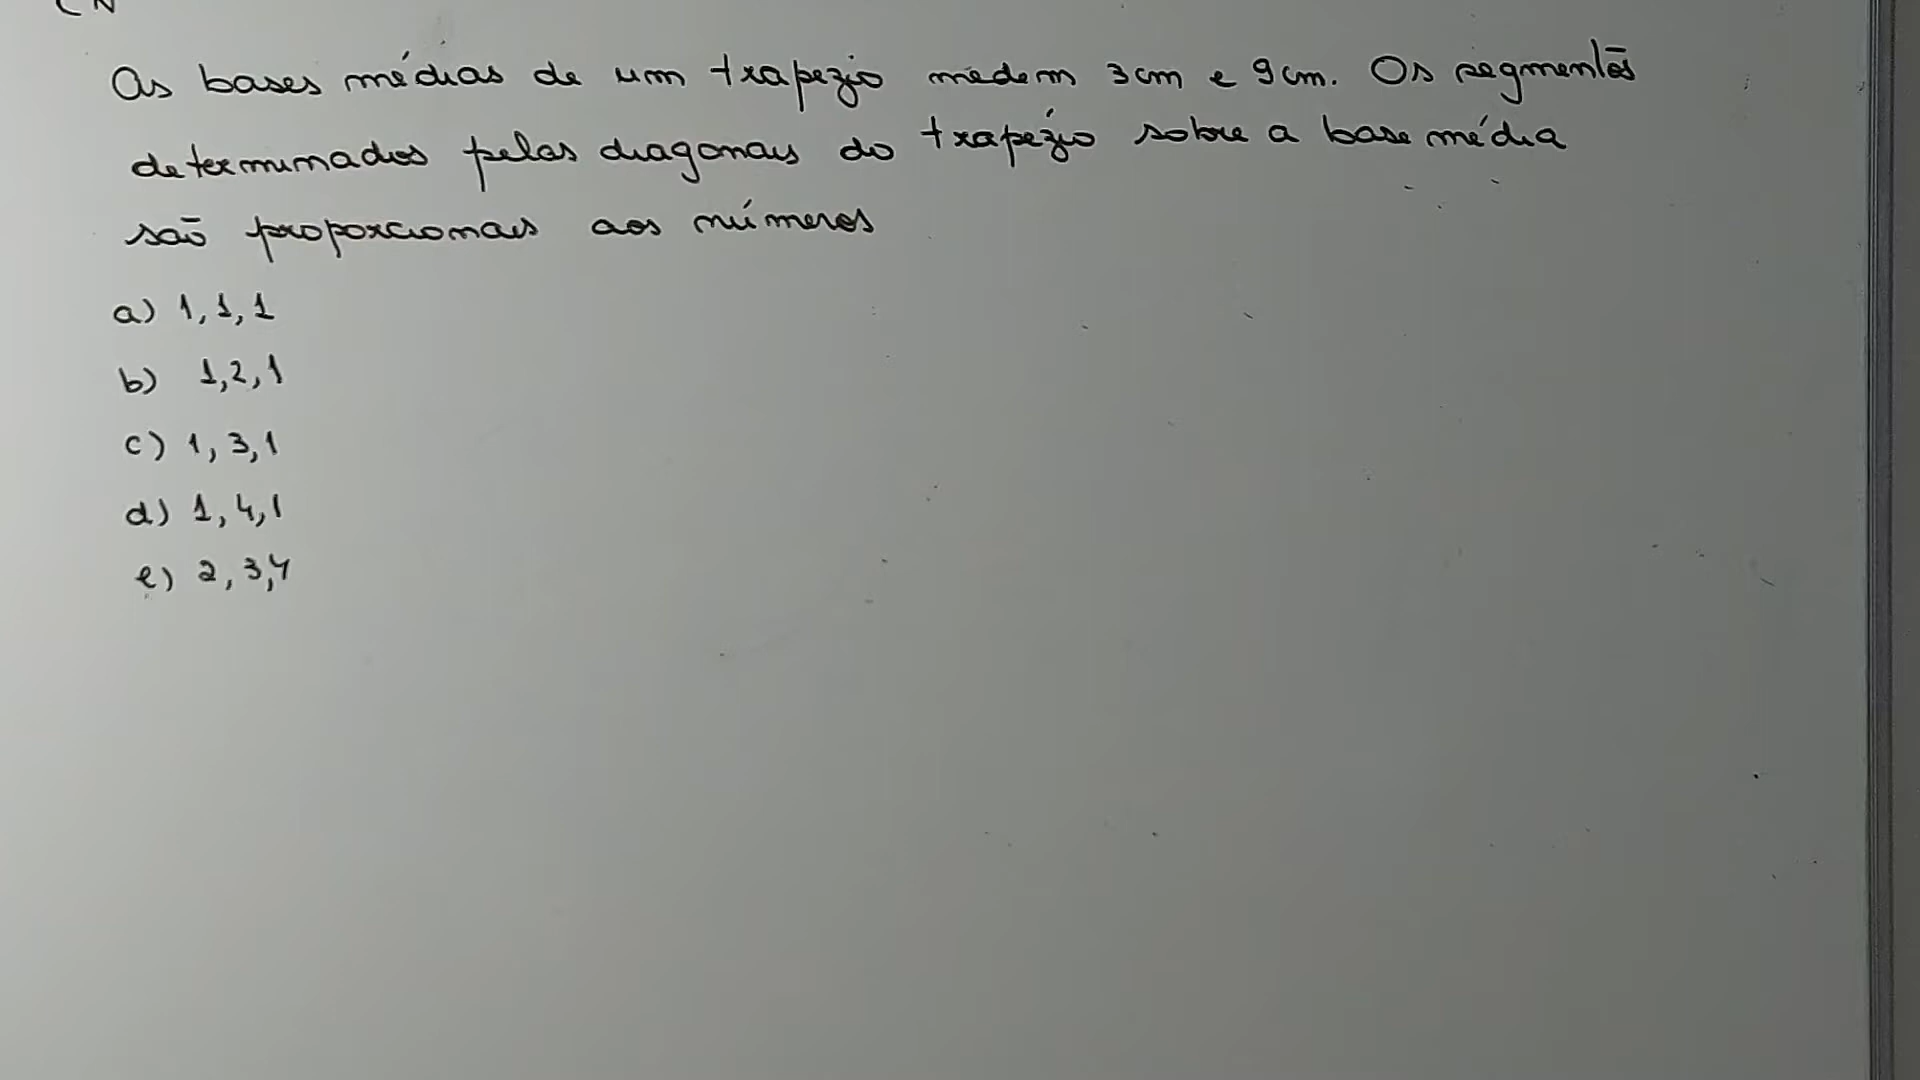 As bases médias de um trapezio medem 3cm e 9cm. Os segmentos
determinados pelas diagonais do trapézio sobre a base média
são proporcionais aos números
a) 1, 1, 1
b) 1,2,1
c) 1, 3,1
d) 1, 4,1
e) 2, 3,4